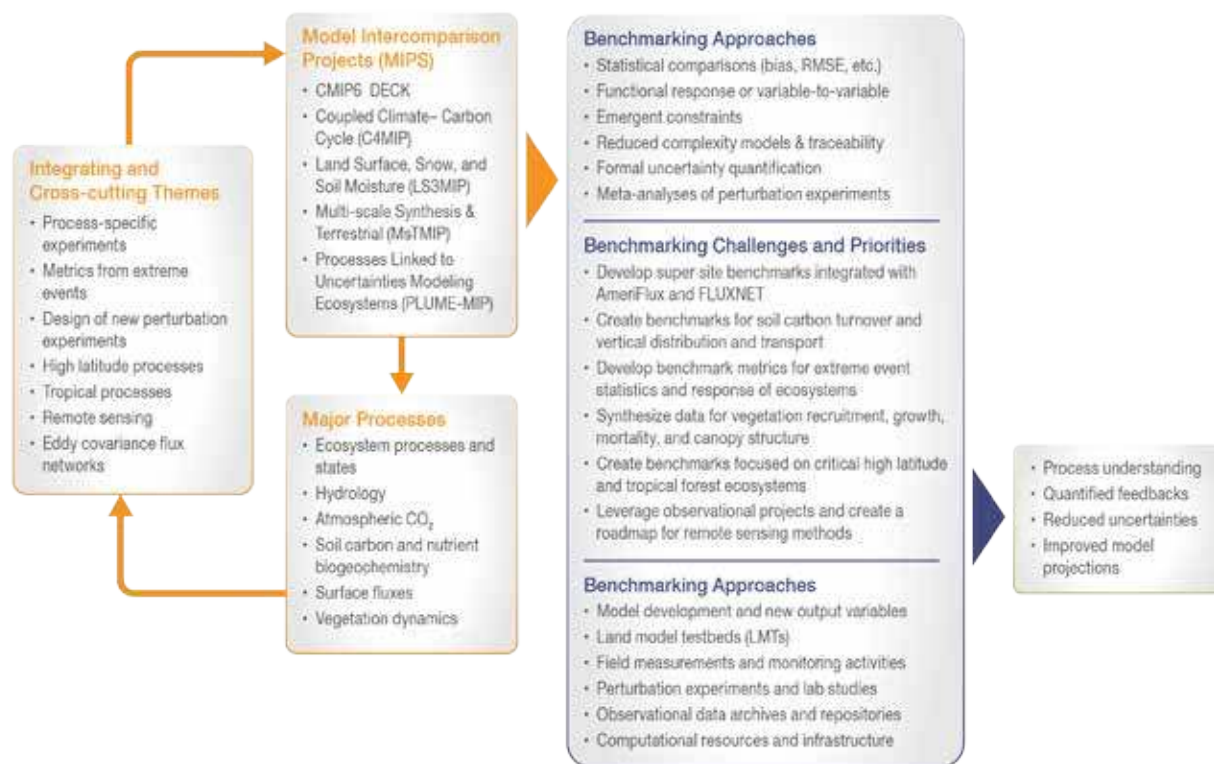 Model Intercomparison
Projects (MIPS)
• CMIP6 DECK
• Coupled Climate– Carbon
Cycle (C4MIP)
• Land Surface, Snow, and
Soil Moisture (LS3MIP)
• Multi-scale Synthesis &
Terrestrial (MsTMIP)
• Processes Linked to
Uncertainties Modeling
Ecosystems (PLUME-MIP)
Integrating and
Cross-cutting Themes
• Process-specific
experiments
• Metrics from extreme
events
• Design of new perturbation
experiments
• High latitude processes
• Tropical processes
• Remote sensing
• Eddy covariance flux
networks
Major Processes
• Ecosystem processes and
states
• Hydrology
• Atmospheric CO₂
• Soil carbon and nutrient
biogeochemistry
• Surface fluxes
• Vegetation dynamics
Benchmarking Approaches
• Statistical comparisons (bias, RMSE, etc.)
• Functional response or variable-to-variable
• Emergent constraints
• Reduced complexity models & traceability
• Formal uncertainty quantification
• Meta-analyses of perturbation experiments
Benchmarking Challenges and Priorities
• Develop super site benchmarks integrated with
AmeriFlux and FLUXNET
• Create benchmarks for soil carbon turnover and
vertical distribution and transport
• Develop benchmark metrics for extreme event
statistics and response of ecosystems
• Synthesize data for vegetation recruitment, growth,
mortality, and canopy structure
• Create benchmarks focused on critical high latitude
and tropical forest ecosystems
• Leverage observational projects and create a
roadmap for remote sensing methods
Benchmarking Approaches
• Model development and new output variables
• Land model testbeds (LMTs)
• Field measurements and monitoring activities
• Perturbation experiments and lab studies
• Observational data archives and repositories
• Computational resources and infrastructure
• Process understanding
• Quantified feedbacks
• Reduced uncertainties
• Improved model
projections